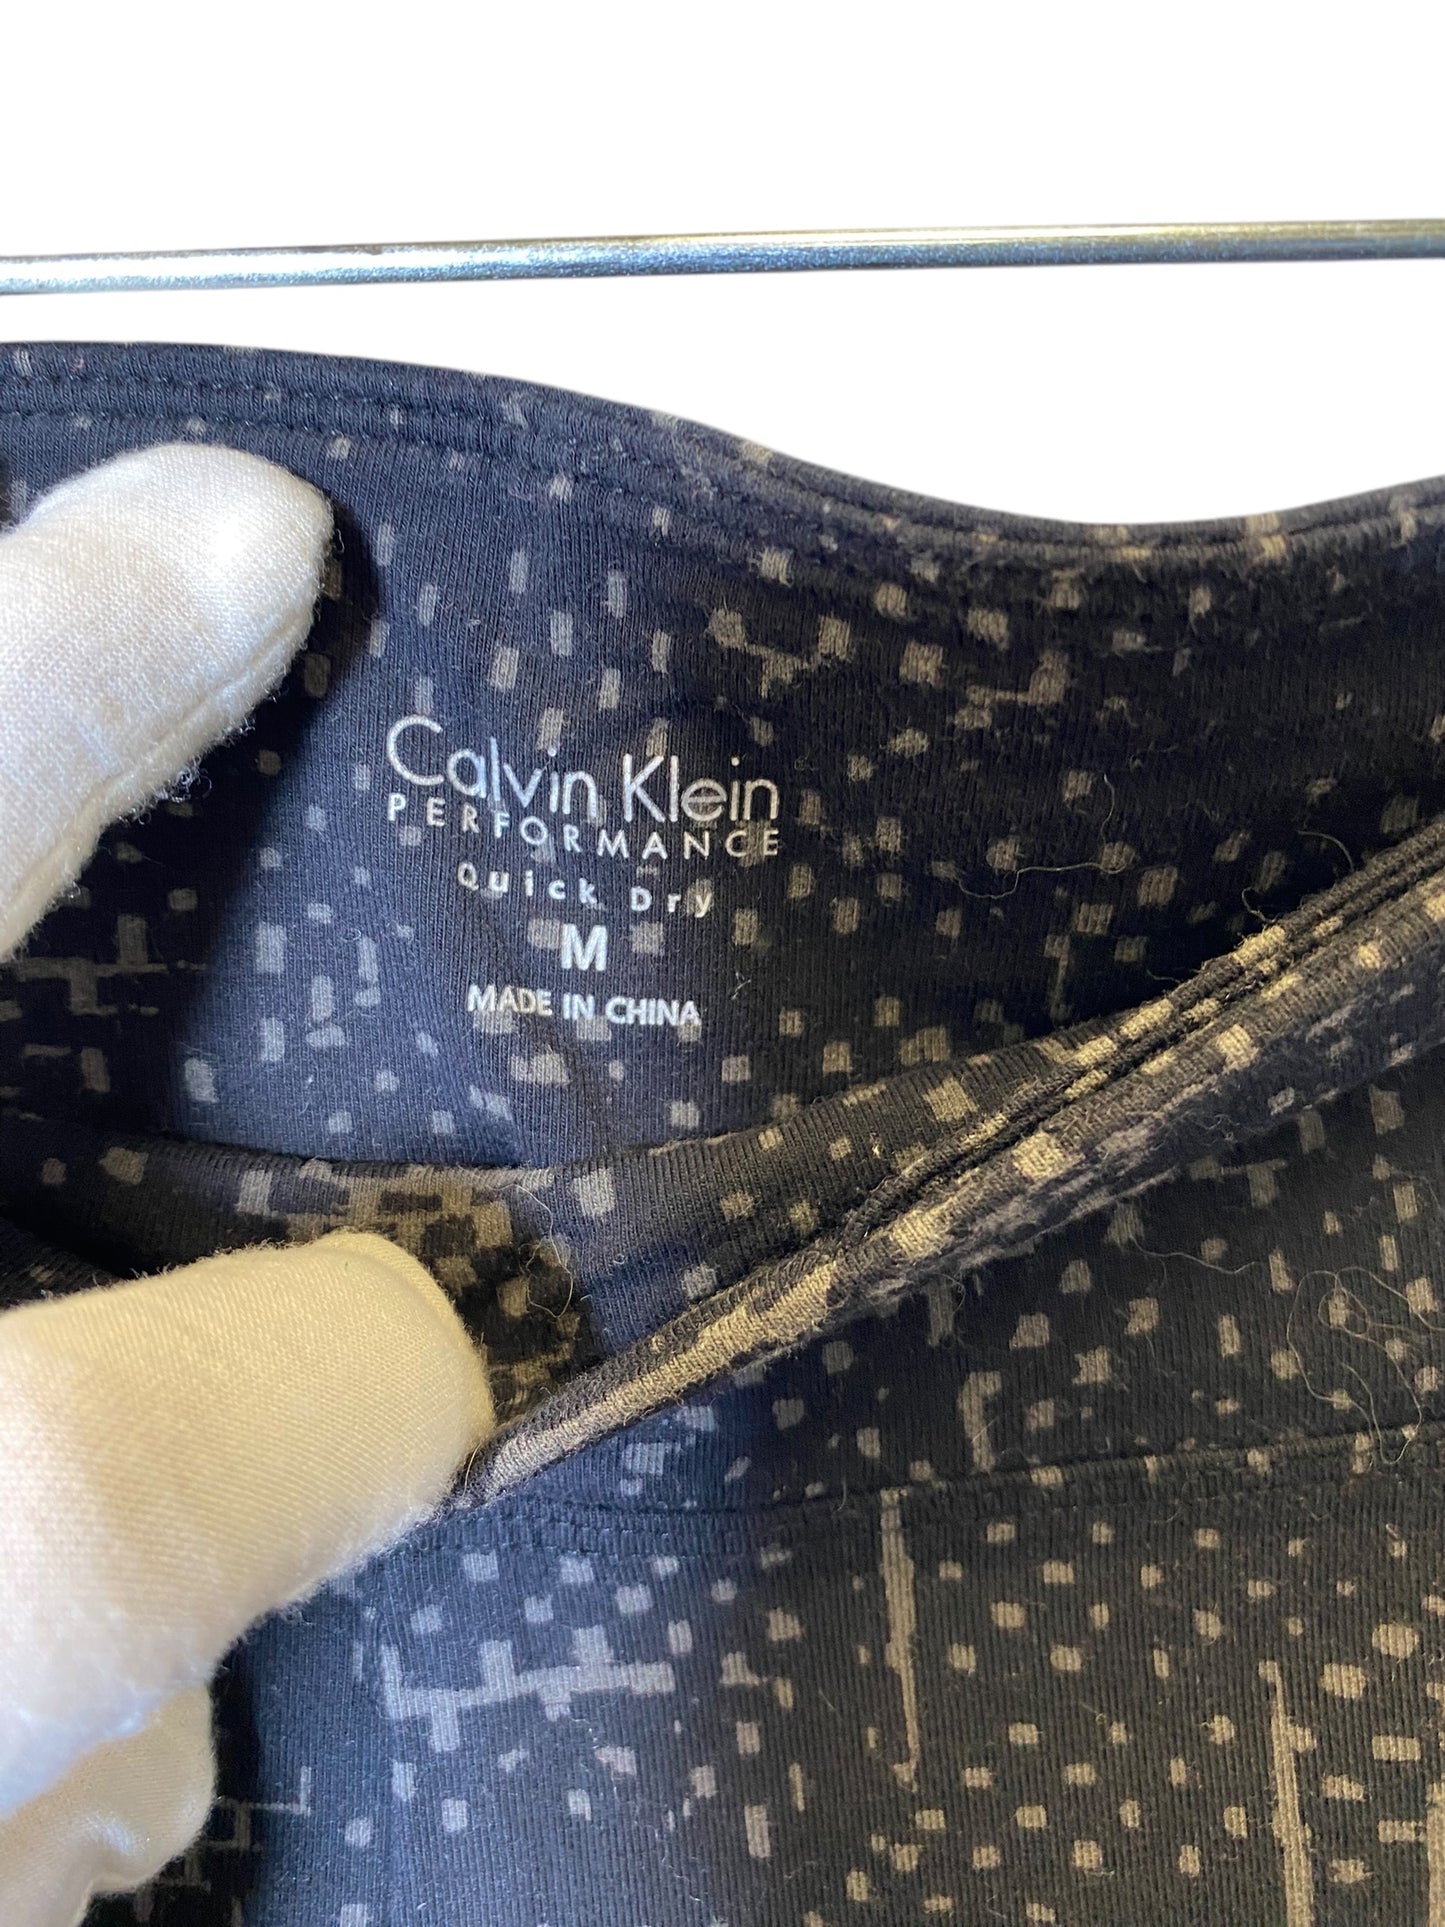 Calvin Klein
PERFORMANCE
Quick Dry
M
MADE IN CHINA